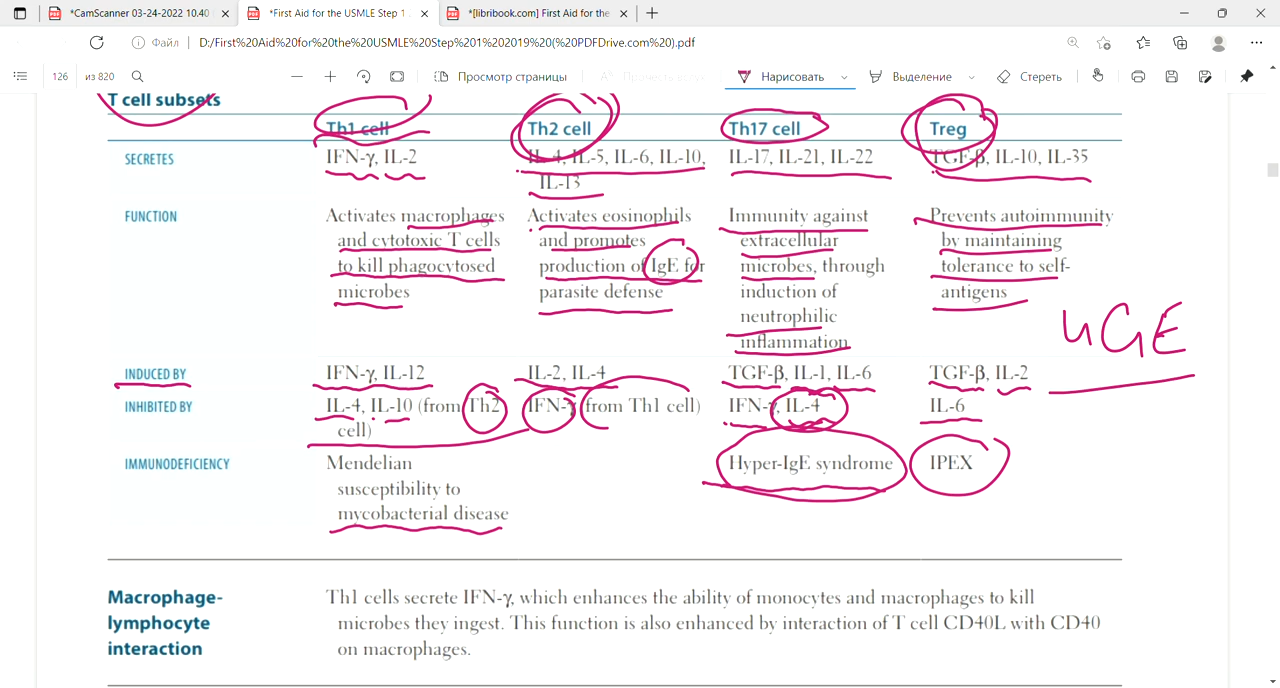 *CamScanner 03-24-2022 10.40
*First Aid for the USMLE Step 1
*[libribook.com] First Aid for the
Файл
D:/First%20Aid%20for%20the%20USMLE%20Step%201%202019%20(%20PDFDrive.com%20).pdf
126
из 820
Просмотр страницы
Нарисовать
Выделение
Стереть
T cell subsets
Th1 cell
Th2 cell
Th17 cell
Treg
SECRETES
IFN-γ, IL-2
IL-4, IL-5, IL-6, IL-10,
IL-13
IL-17, IL-21, IL-22
TGF-β, IL-10, IL-35
FUNCTION
Activates macrophages
and cytotoxic T cells
to kill phagocytosed
microbes
Activates eosinophils
and promotes
production of IgE for
parasite defense
Immunity against
extracellular
microbes, through
induction of
neutrophilic
inflammation
Prevents autoimmunity
by maintaining
tolerance to self-
antigens
INDUCED BY
IFN-γ, IL-12
IL-2, IL-4
TGF-β, IL-1, IL-6
TGF-β, IL-2
INHIBITED BY
IL-4, IL-10 (from Th2
cell)
IFN-γ (from Th1 cell)
IFN-γ, IL-4
IL-6
IMMUNODEFICIENCY
Mendelian
susceptibility to
mycobacterial disease
Hyper-IgE syndrome
IPEX
Macrophage-
lymphocyte
interaction
Th1 cells secrete IFN-γ, which enhances the ability of monocytes and macrophages to kill
microbes they ingest. This function is also enhanced by interaction of T cell CD40L with CD40
on macrophages.